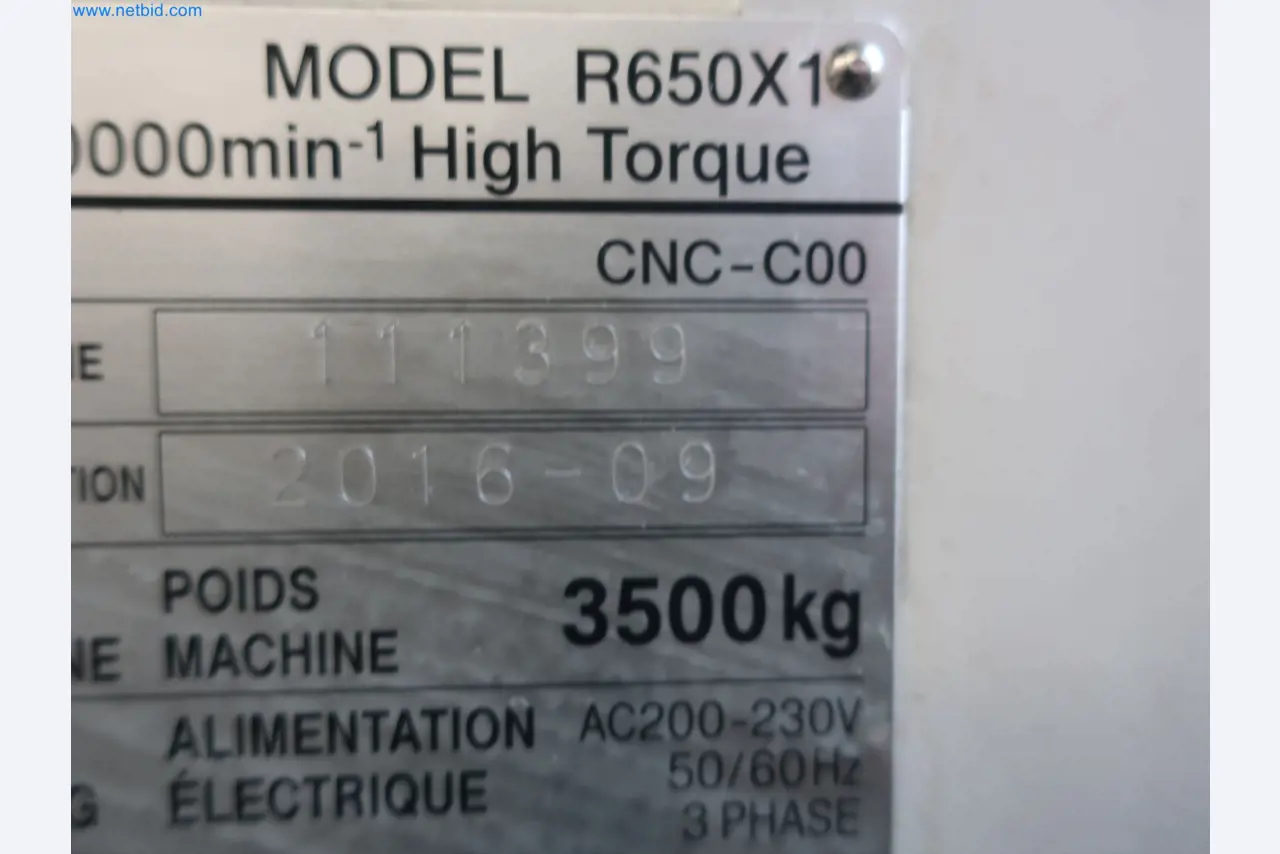 www.netbid.com
MODEL R650X1
0000min-1 High Torque
CNC-C00
E 111399
TION 2016-09
POIDS 3500kg
NE MACHINE
ALIMENTATION AC200-230V
50/60Hz
G ÉLECTRIQUE
3 PHASE